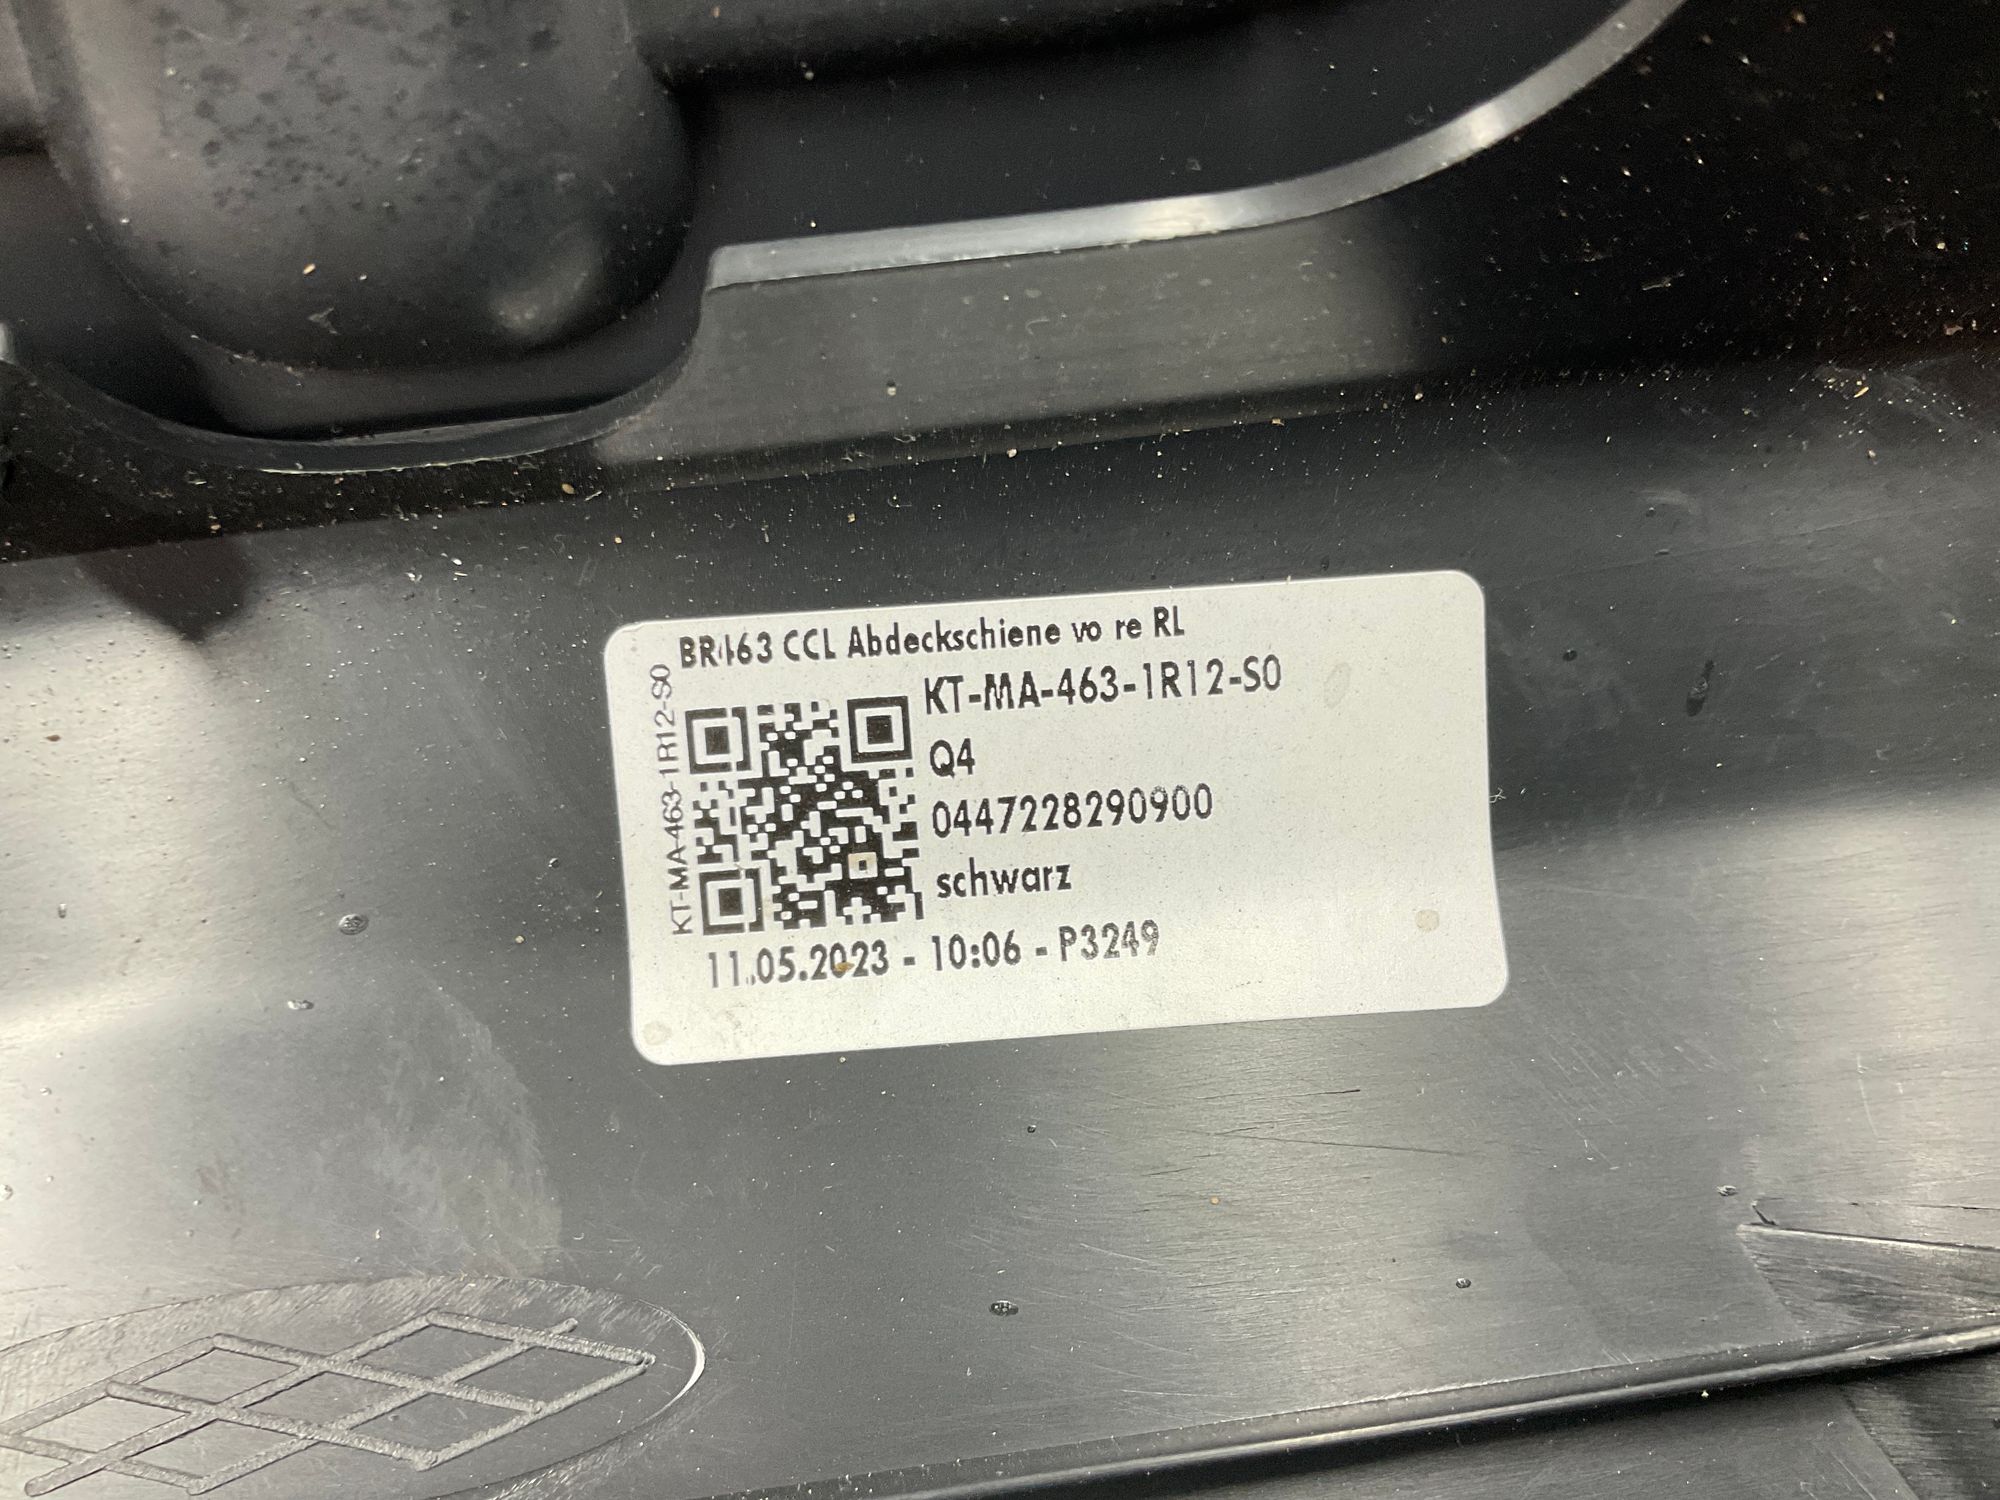 BR463 CCL Abdeckschiene vo re RL
KT-MA-463-1R12-S0
KT-MA-463-1R12-S0
Q4
0447228290900
schwarz
11.05.2023 - 10:06 - P3249